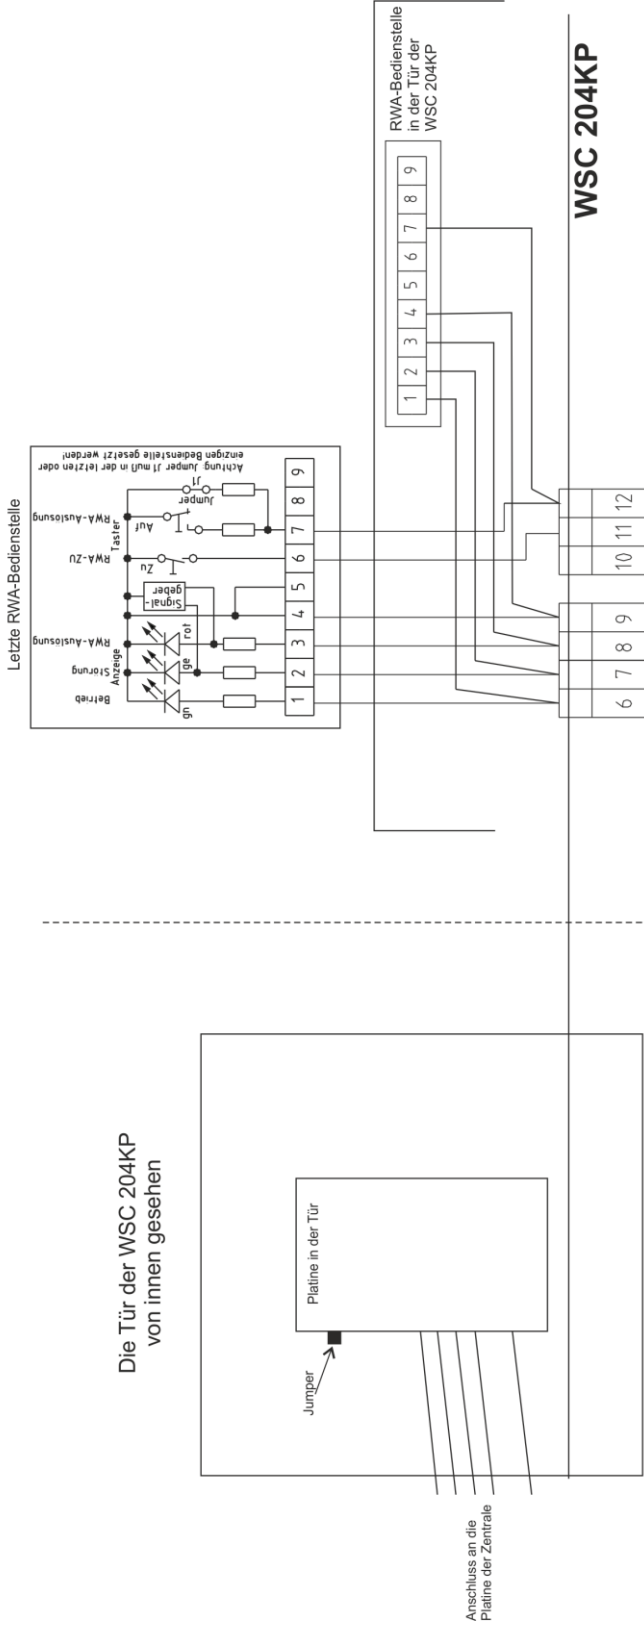 Die Tür der WSC 204KP
von innen gesehen
Jumper
Platine in der Tür
Anschluss an die
Platine der Zentrale
Letzte RWA-Bedienstelle
Betrieb
Störung
RWA-Auslösung
Anzeige
gn
ge
rot
Signal-
geber
RWA-ZU
RWA-Auslösung
Taster
Zu
Auf
Jumper
J1
Achtung: Jumper J1 muß in der letzten oder
einzigen Bedienstelle gesetzt werden!
1 2 3 4 5 6 7 8 9
RWA-Bedienstelle
in der Tür der
WSC 204KP
1 2 3 4 5 6 7 8 9
WSC 204KP
6 7 8 9 10 11 12